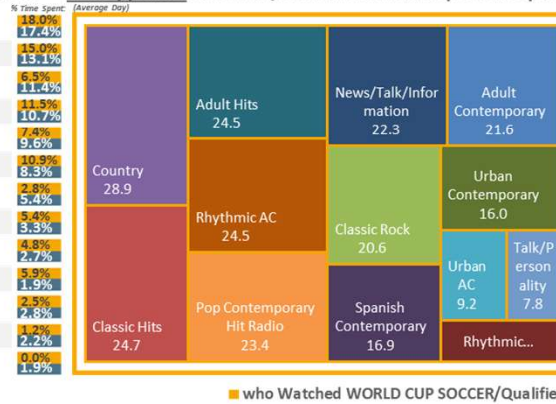 % Time Spent:
(Average Day)
18.0%
17.4%
15.0%
13.1%
6.5%
11.4%
11.5%
10.7%
7.4%
9.6%
10.9%
8.3%
2.8%
5.4%
5.4%
3.3%
4.8%
2.7%
5.9%
1.9%
2.5%
2.8%
1.2%
2.2%
0.0%
1.9%
Country
28.9
Classic Hits
24.7
Adult Hits
24.5
Rhythmic AC
24.5
Pop Contemporary
Hit Radio
23.4
News/Talk/Infor
mation
22.3
Classic Rock
20.6
Spanish
Contemporary
16.9
Adult
Contemporary
21.6
Urban
Contemporary
16.0
Urban
AC
9.2
Talk/P
erson
ality
7.8
Rhythmic...
who Watched WORLD CUP SOCCER/Qualifie